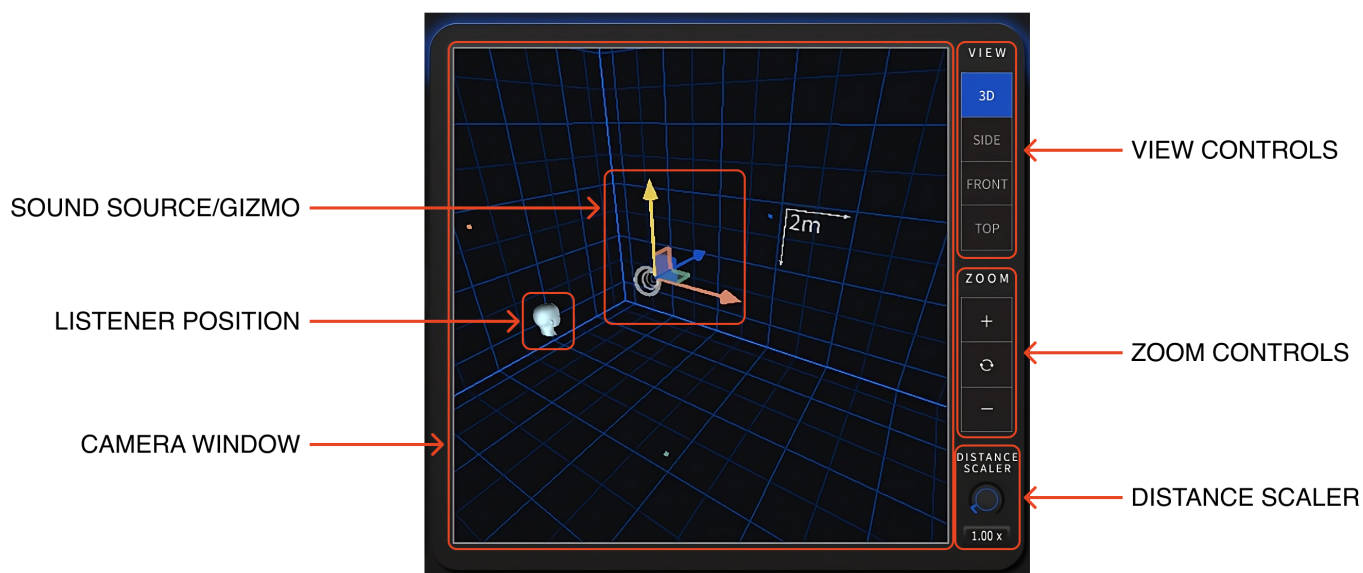 SOUND SOURCE/GIZMO
LISTENER POSITION
CAMERA WINDOW
2m
VIEW
3D
SIDE
FRONT
TOP
ZOOM
+
−
DISTANCE
SCALER
1.00 x
VIEW CONTROLS
ZOOM CONTROLS
DISTANCE SCALER